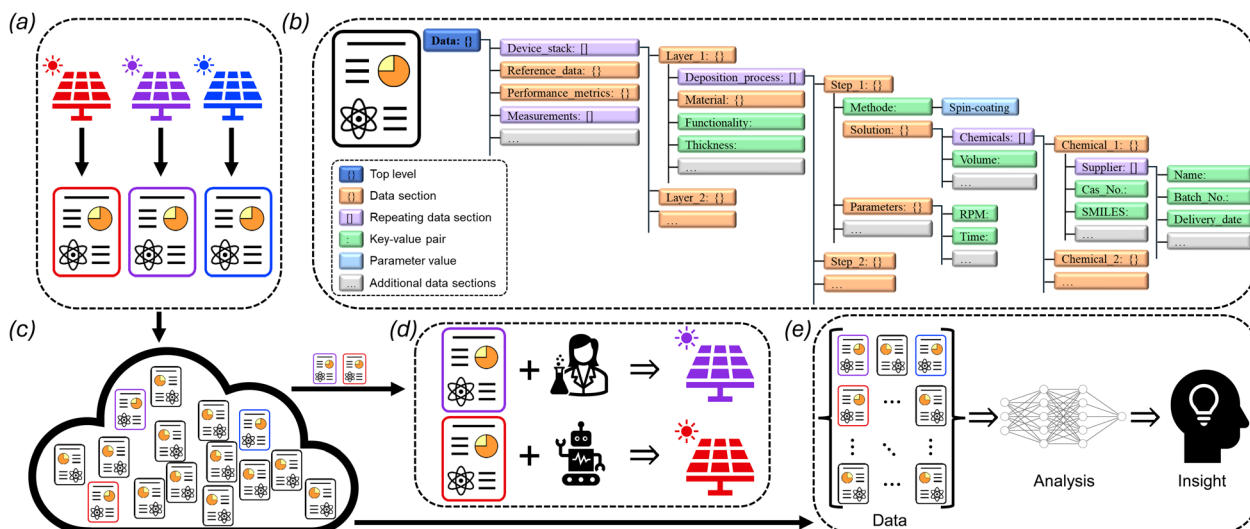 (a)
(b)
Data: {}
Device_stack: []
Reference_data: {}
Performance_metrics: {}
Measurements: []
...
Layer_1: {}
Deposition_process: []
Material: {}
Functionality:
Thickness:
...
Layer_2: {}
...
Step_1: {}
Methode:
Spin-coating
Solution: {}
Chemicals: []
Volume:
...
Parameters: {}
...
RPM:
Time:
...
Step_2: {}
...
Chemical_1: {}
Supplier: []
Cas_No.:
SMILES:
...
Chemical_2: {}
...
Name:
Batch_No.:
Delivery_date
...
{} Top level
{} Data section
[] Repeating data section
: Key-value pair
Parameter value
... Additional data sections
(c)
(d)
(e)
Data
Analysis
Insight